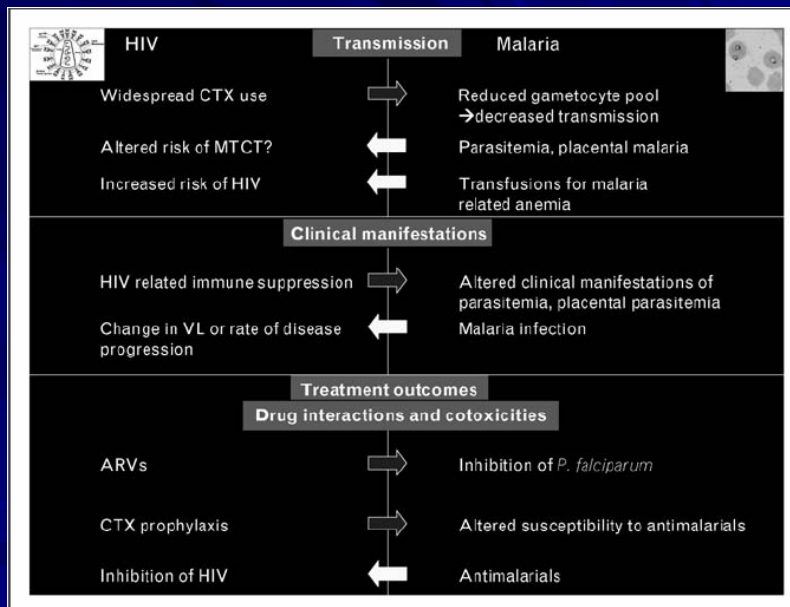 HIV Transmission Malaria
Widespread CTX use Reduced gametocyte pool
→decreased transmission
Altered risk of MTCT? Parasitemia, placental malaria
Increased risk of HIV Transfusions for malaria
related anemia
Clinical manifestations
HIV related immune suppression Altered clinical manifestations of
parasitemia, placental parasitemia
Change in VL or rate of disease Malaria infection
progression
Treatment outcomes
Drug interactions and cotoxicities
ARVs Inhibition of P. falciparum
CTX prophylaxis Altered susceptibility to antimalarials
Inhibition of HIV Antimalarials